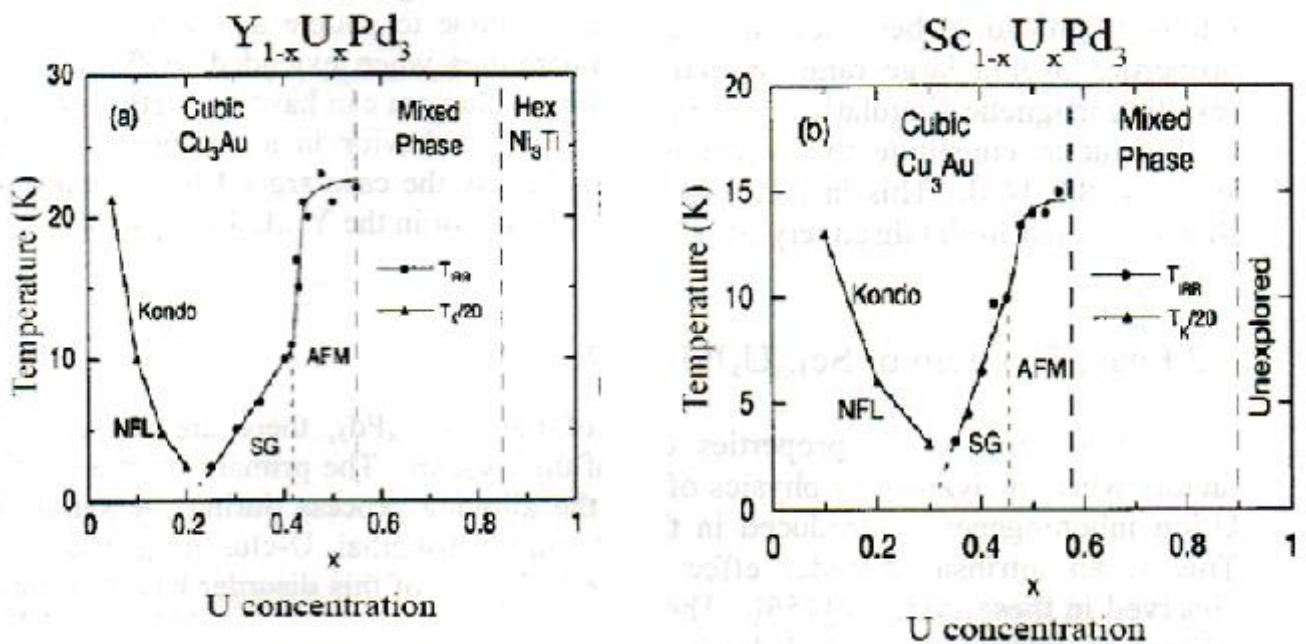 Y1-xUxPd3
30
(a)
Cubic
Cu3Au
Mixed
Phase
Hex
Ni3Ti
20
TIRR
TK/20
Kondo
10
AFM
NFL
SG
0
0 0.2 0.4 0.6 0.8 1
x
U concentration
Temperature (K)
Sc1-xUxPd3
20
(b)
Cubic
Cu3Au
Mixed
Phase
15
TIRR
TK/20
Kondo
10
AFM
NFL
5
SG
0
0 0.2 0.4 0.6 0.8 1
x
U concentration
Temperature (K)
Unexplored